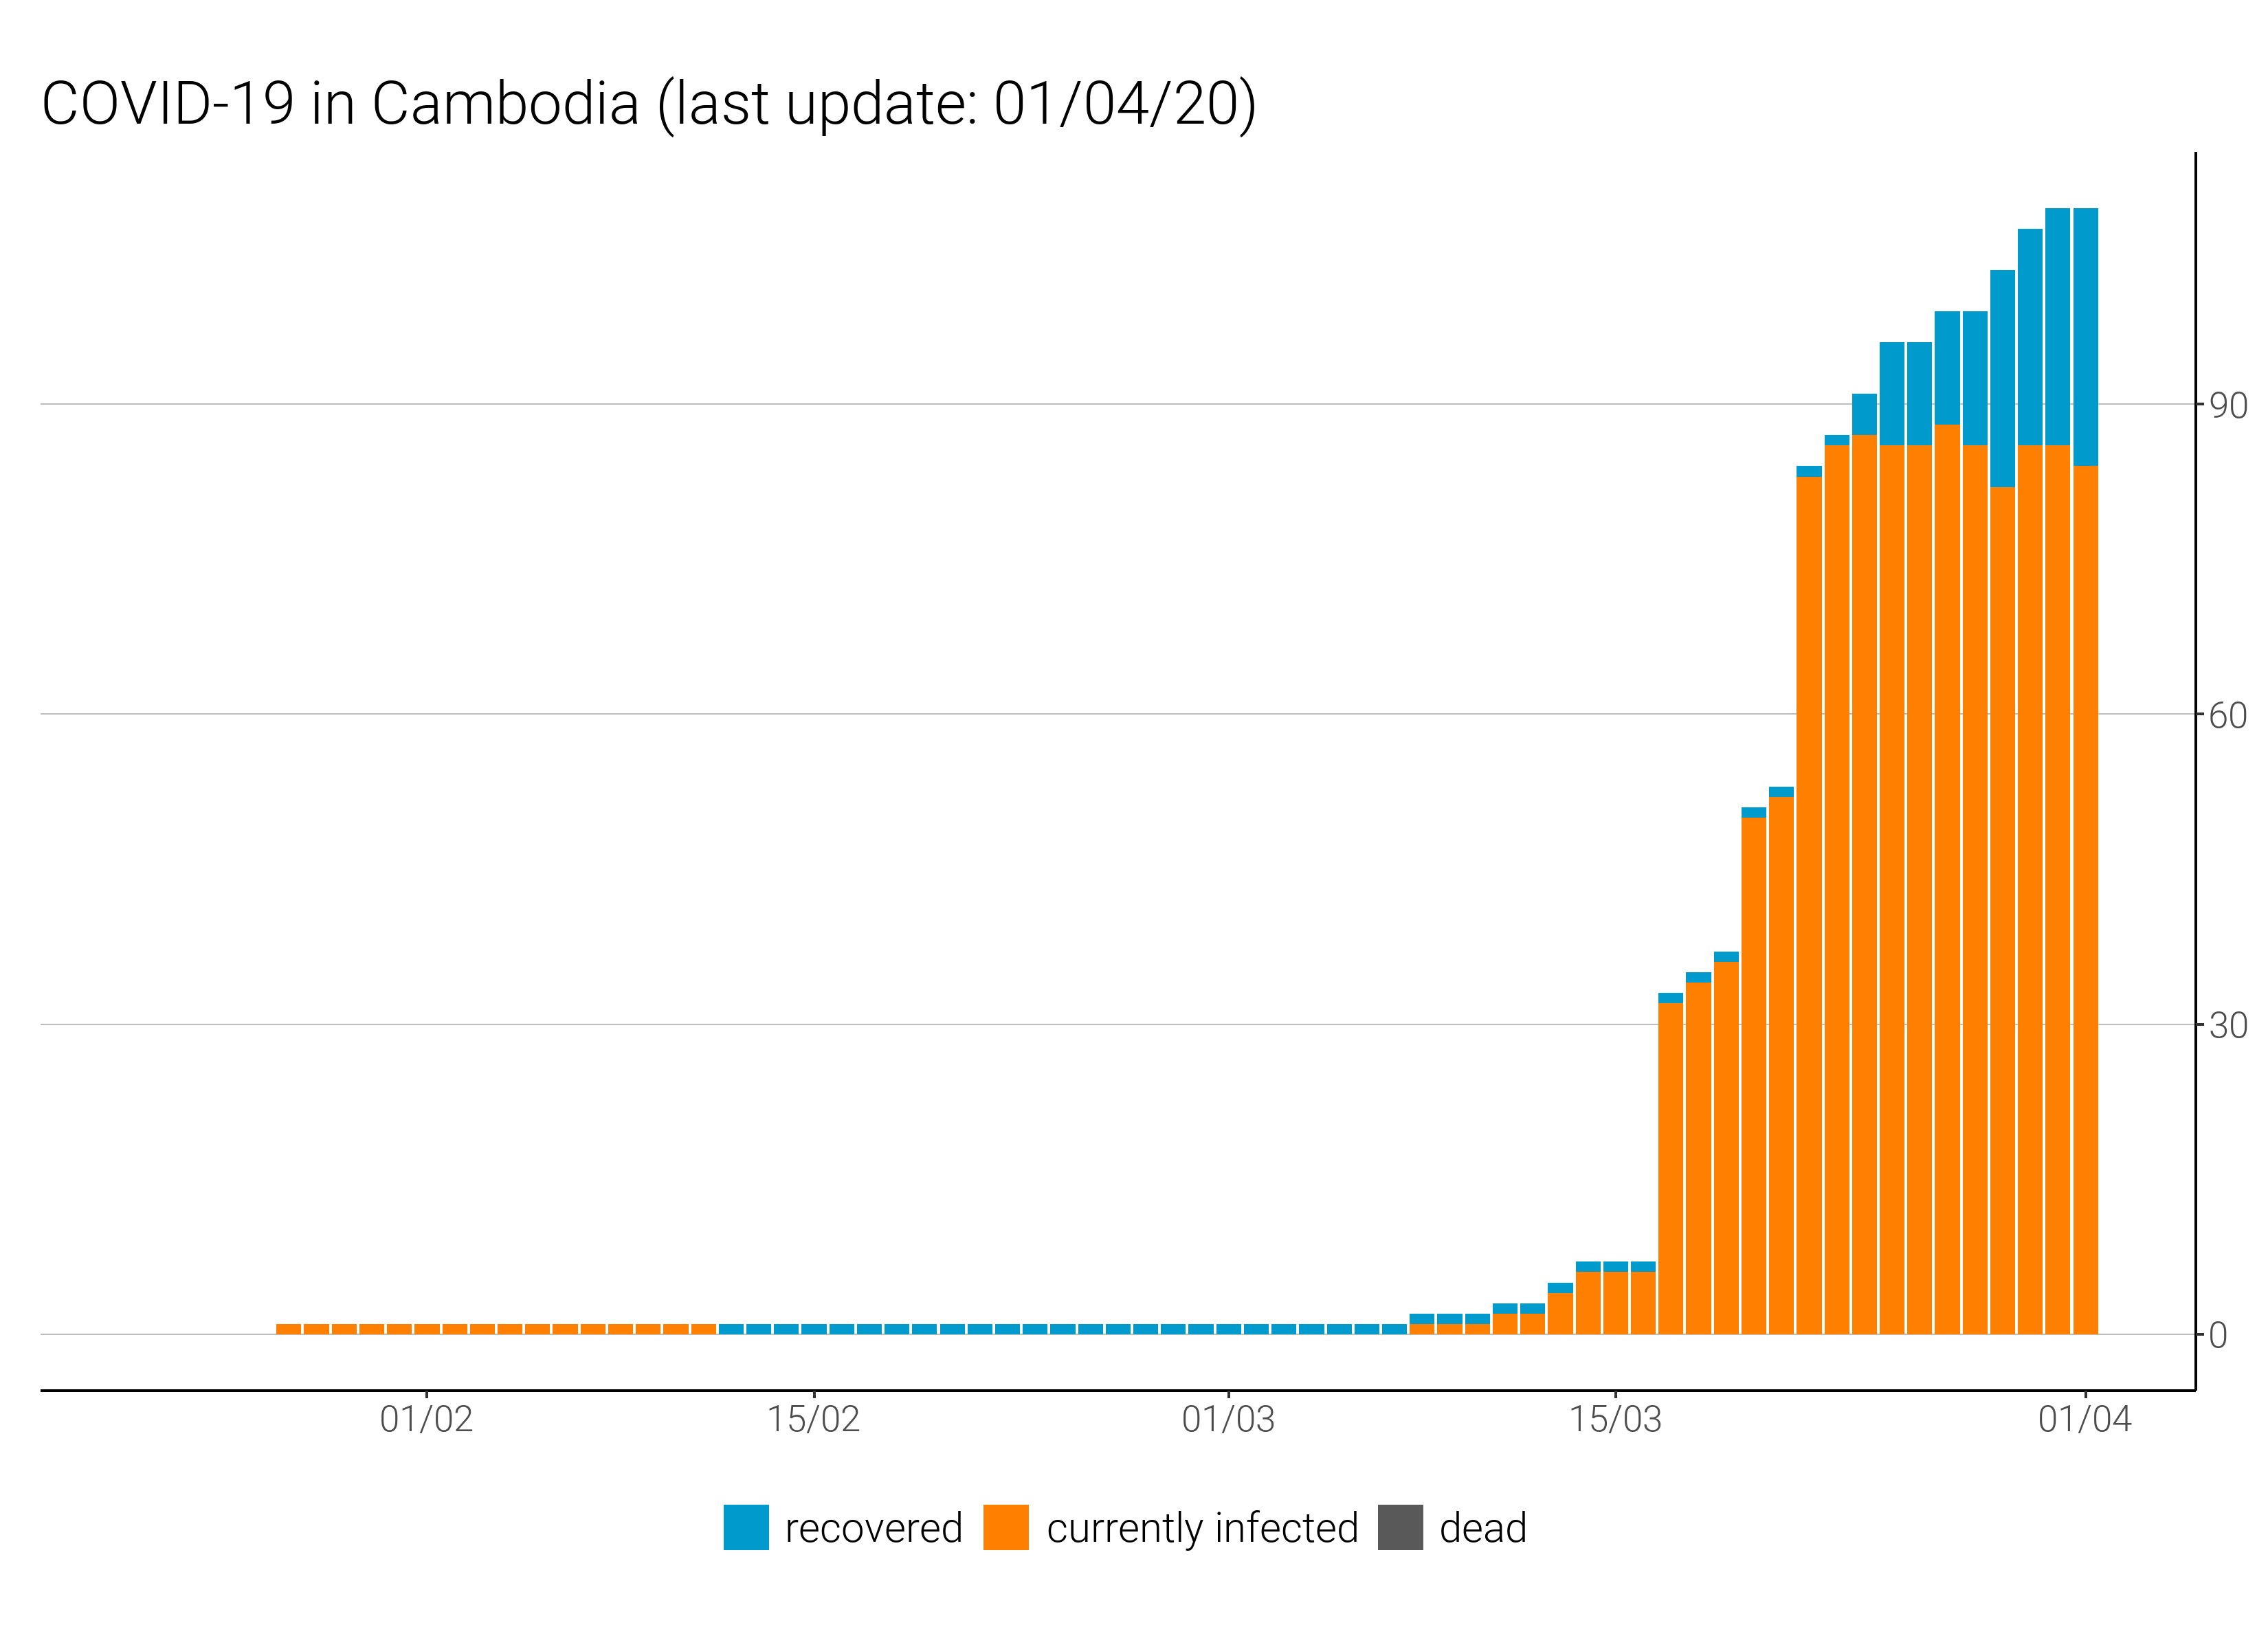 COVID-19 in Cambodia (last update: 01/04/20)
90
60
30
0
01/02 15/02 01/03 15/03 01/04
recovered currently infected dead